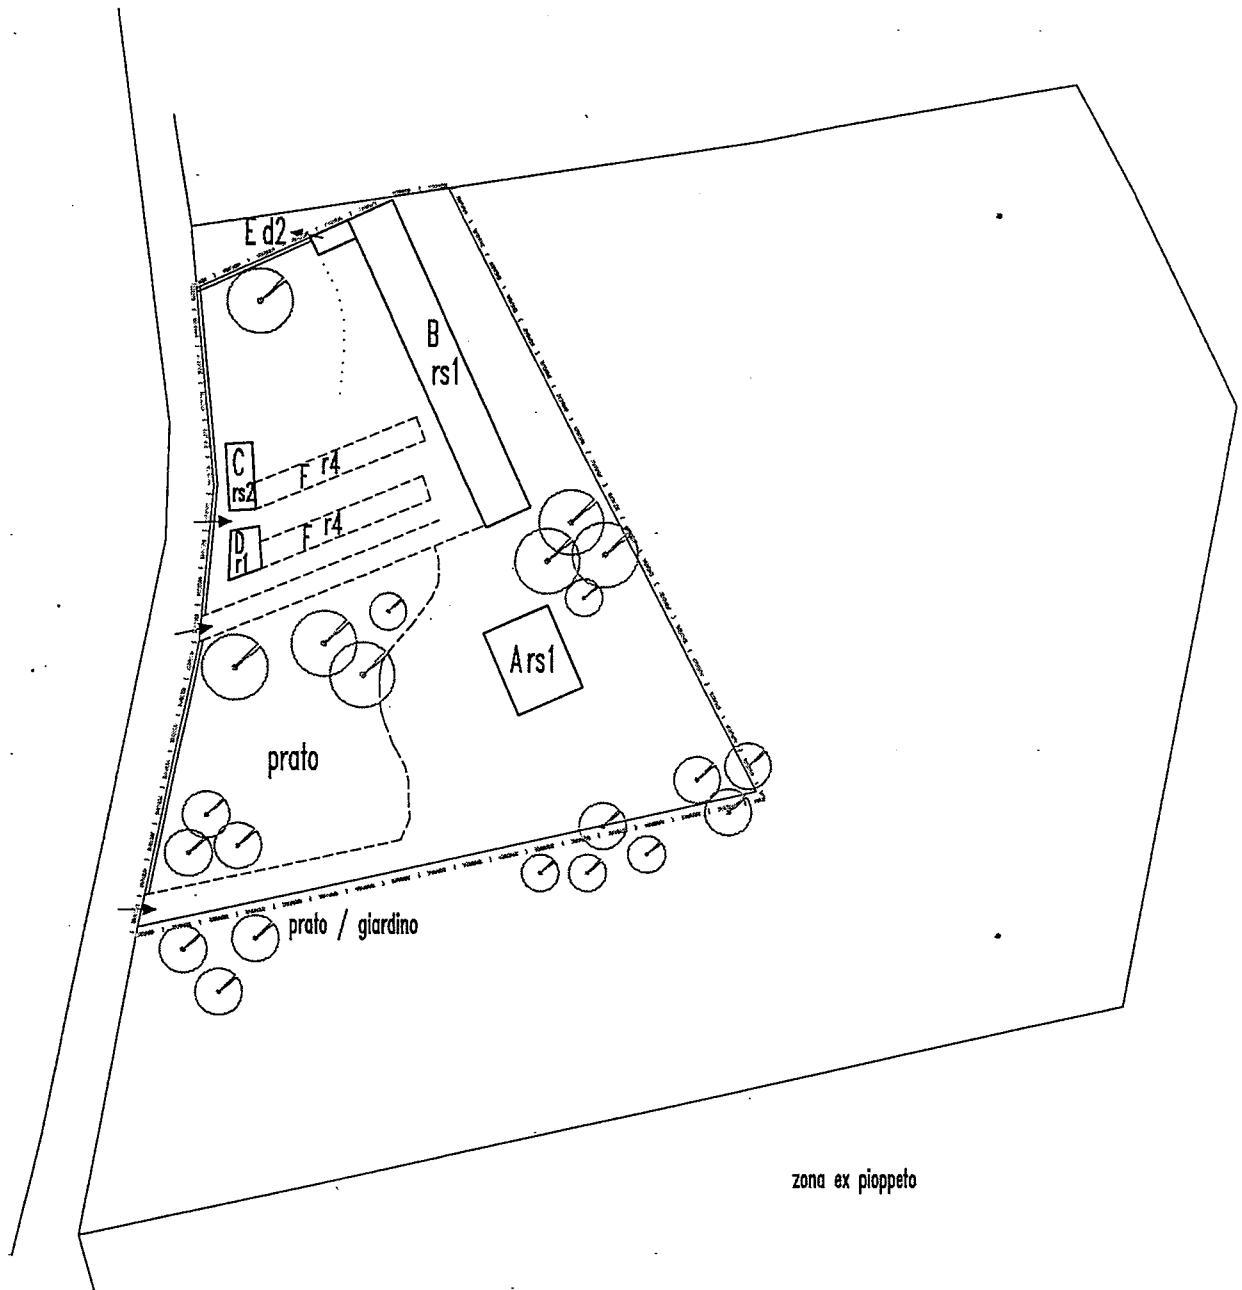 E d2
B
rs1
C
rs2
F r4
D
r1
F r4
A rs1
prato
prato / giardino
zona ex pioppeto